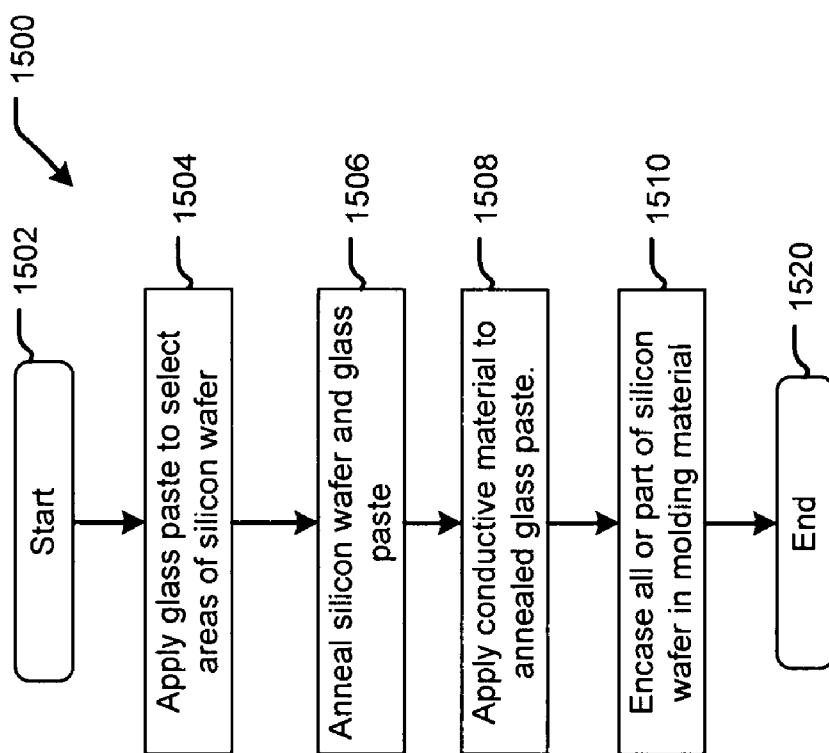 1500
Start
1502
Apply glass paste to select
areas of silicon wafer
1504
Anneal silicon wafer and glass
paste
1506
Apply conductive material to
annealed glass paste.
1508
Encase all or part of silicon
wafer in molding material
1510
End
1520